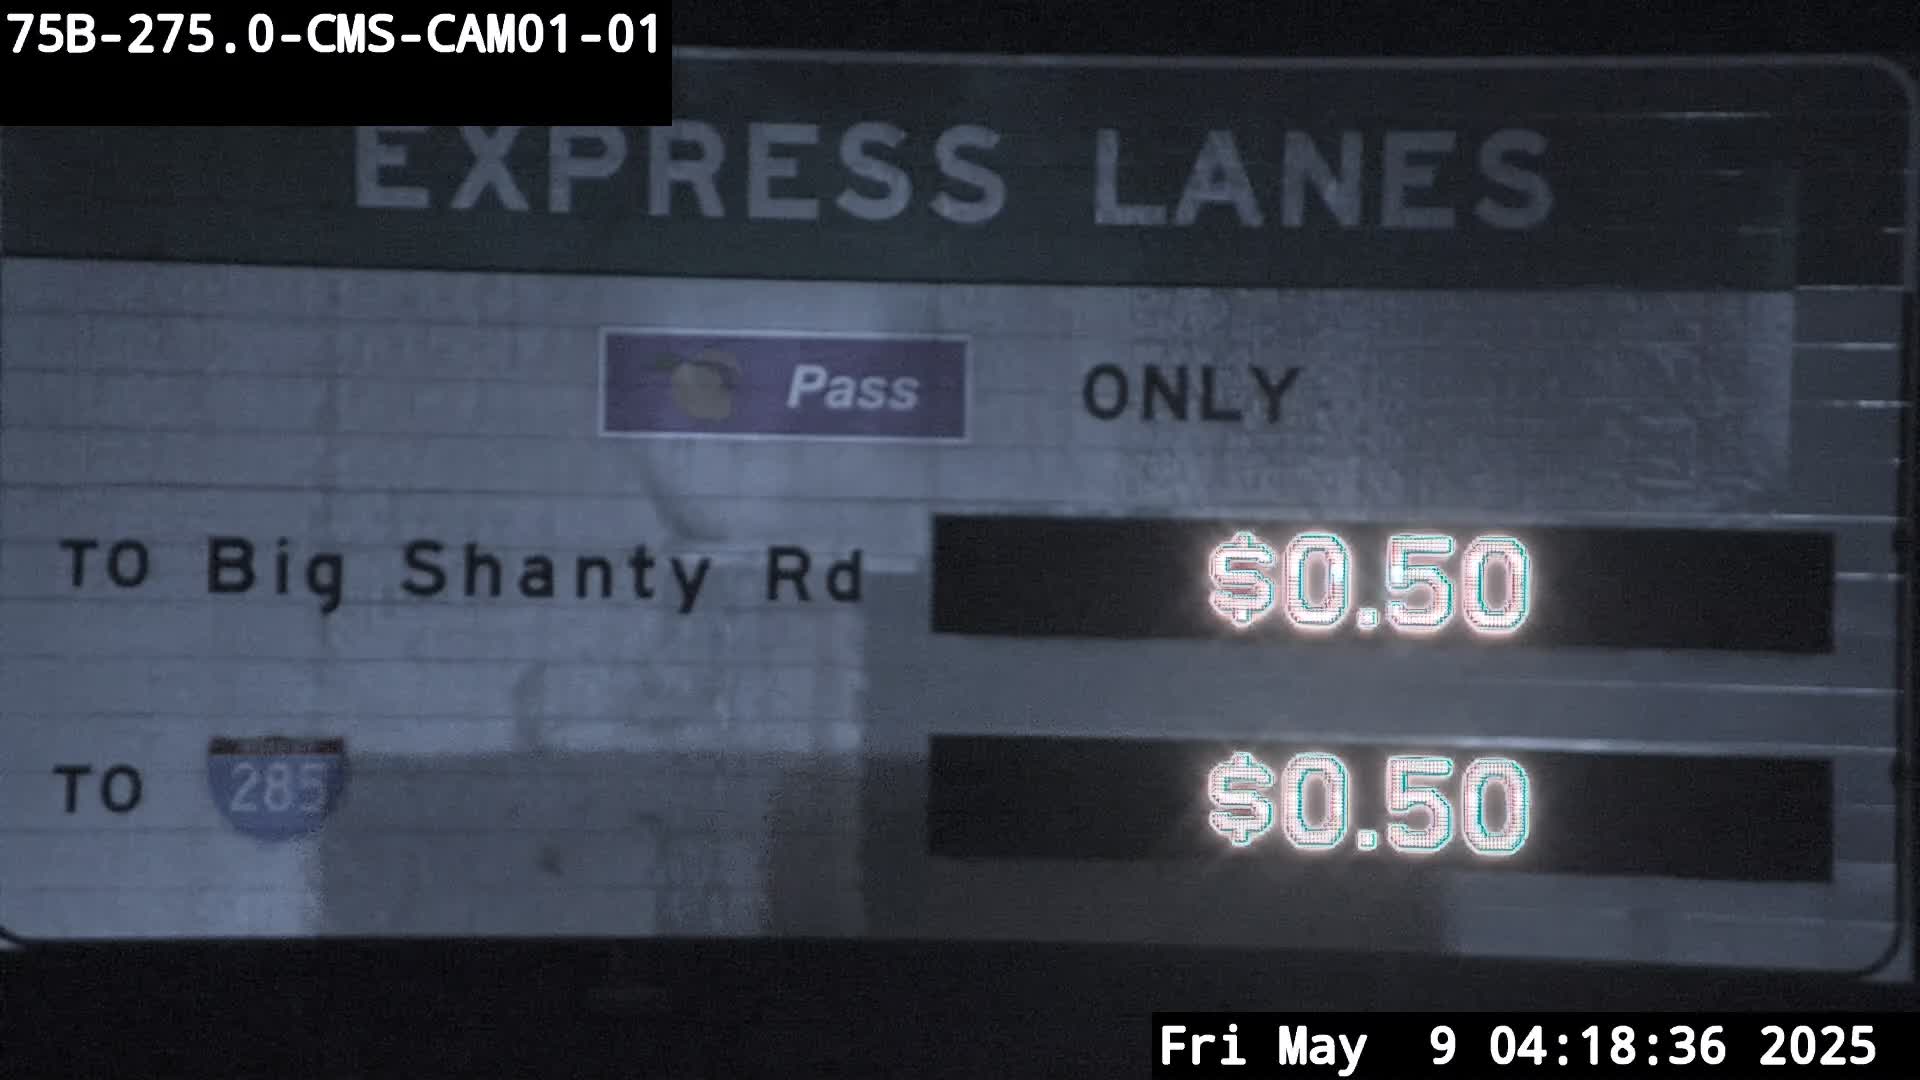 75B-275.0-CMS-CAM01-01
EXPRESS LANES
Pass ONLY
TO Big Shanty Rd $0.50
TO 285 $0.50
Fri May 9 04:18:36 2025